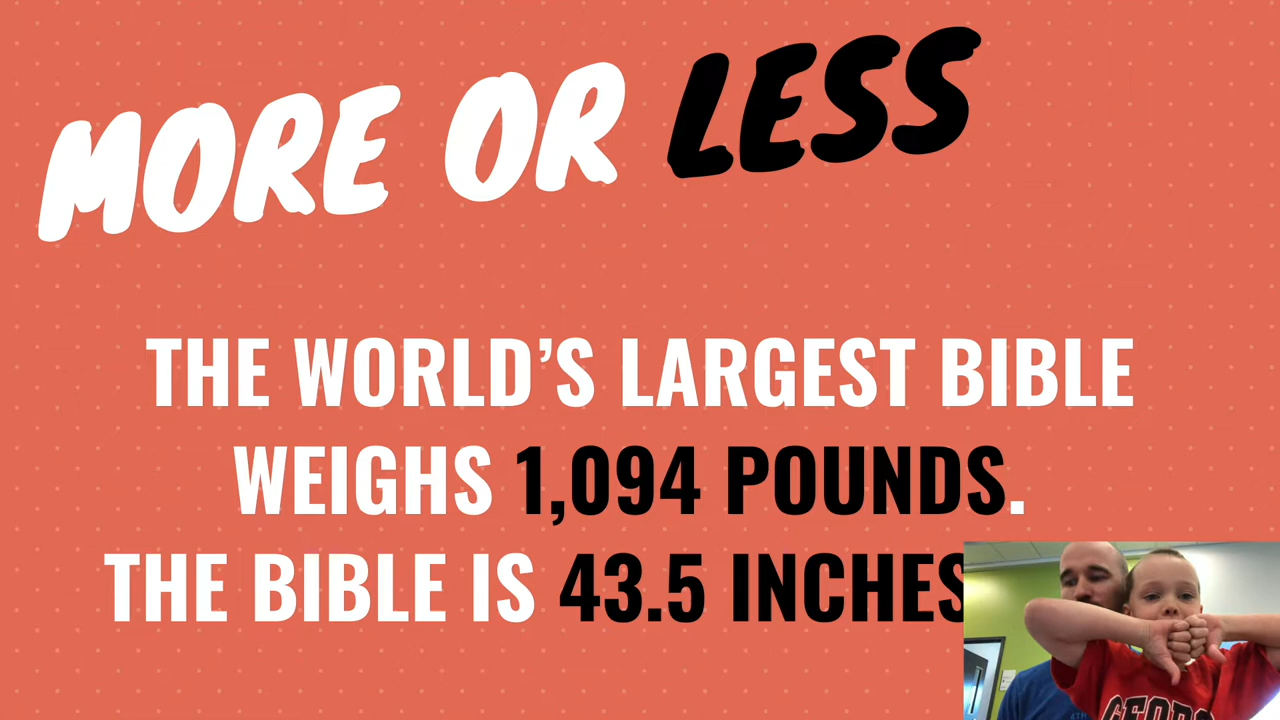 MORE OR LESS
THE WORLD’S LARGEST BIBLE
WEIGHS 1,094 POUNDS.
THE BIBLE IS 43.5 INCHES